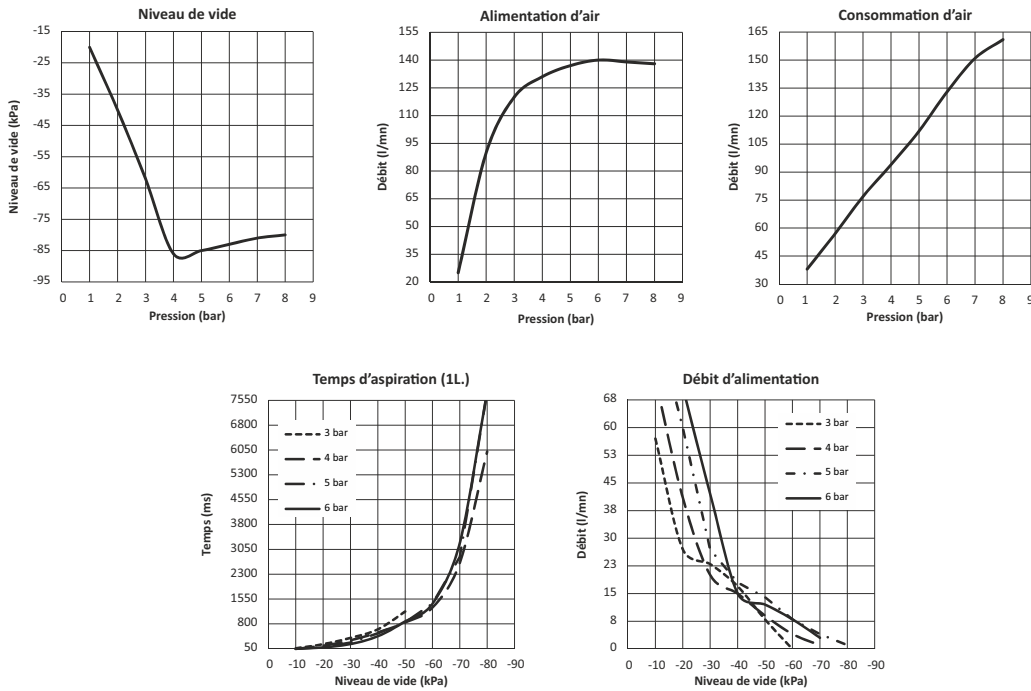 Niveau de vide
-15
-25
-35
-45
-55
-65
-75
-85
-95
Niveau de vide (kPa)
0 1 2 3 4 5 6 7 8 9
Pression (bar)
Alimentation d'air
155
140
125
110
95
80
65
50
35
20
Débit (l/mn)
0 1 2 3 4 5 6 7 8 9
Pression (bar)
Consommation d'air
165
150
135
120
105
90
75
60
45
30
Débit (l/mn)
0 1 2 3 4 5 6 7 8 9
Pression (bar)
Temps d'aspiration (1L.)
7550
6800
6050
5300
4550
3800
3050
2300
1550
800
50
Temps (ms)
3 bar
4 bar
5 bar
6 bar
0 -10 -20 -30 -40 -50 -60 -70 -80 -90
Niveau de vide (kPa)
Débit d'alimentation
68
60
53
45
38
30
23
15
8
0
Débit (l/mn)
3 bar
4 bar
5 bar
6 bar
0 -10 -20 -30 -40 -50 -60 -70 -80 -90
Niveau de vide (kPa)